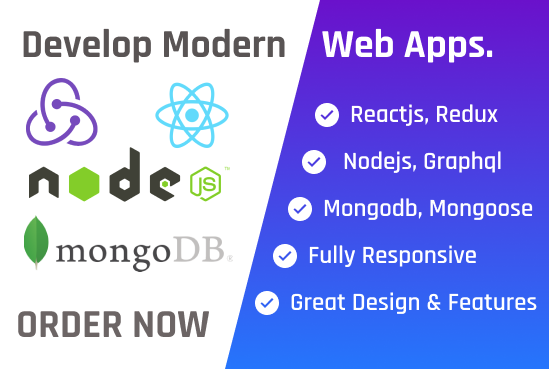 Develop Modern Web Apps.
Reactjs, Redux
node
JS™
Nodejs, Graphql
Mongodb, Mongoose
mongoDB®
Fully Responsive
Great Design & Features
ORDER NOW